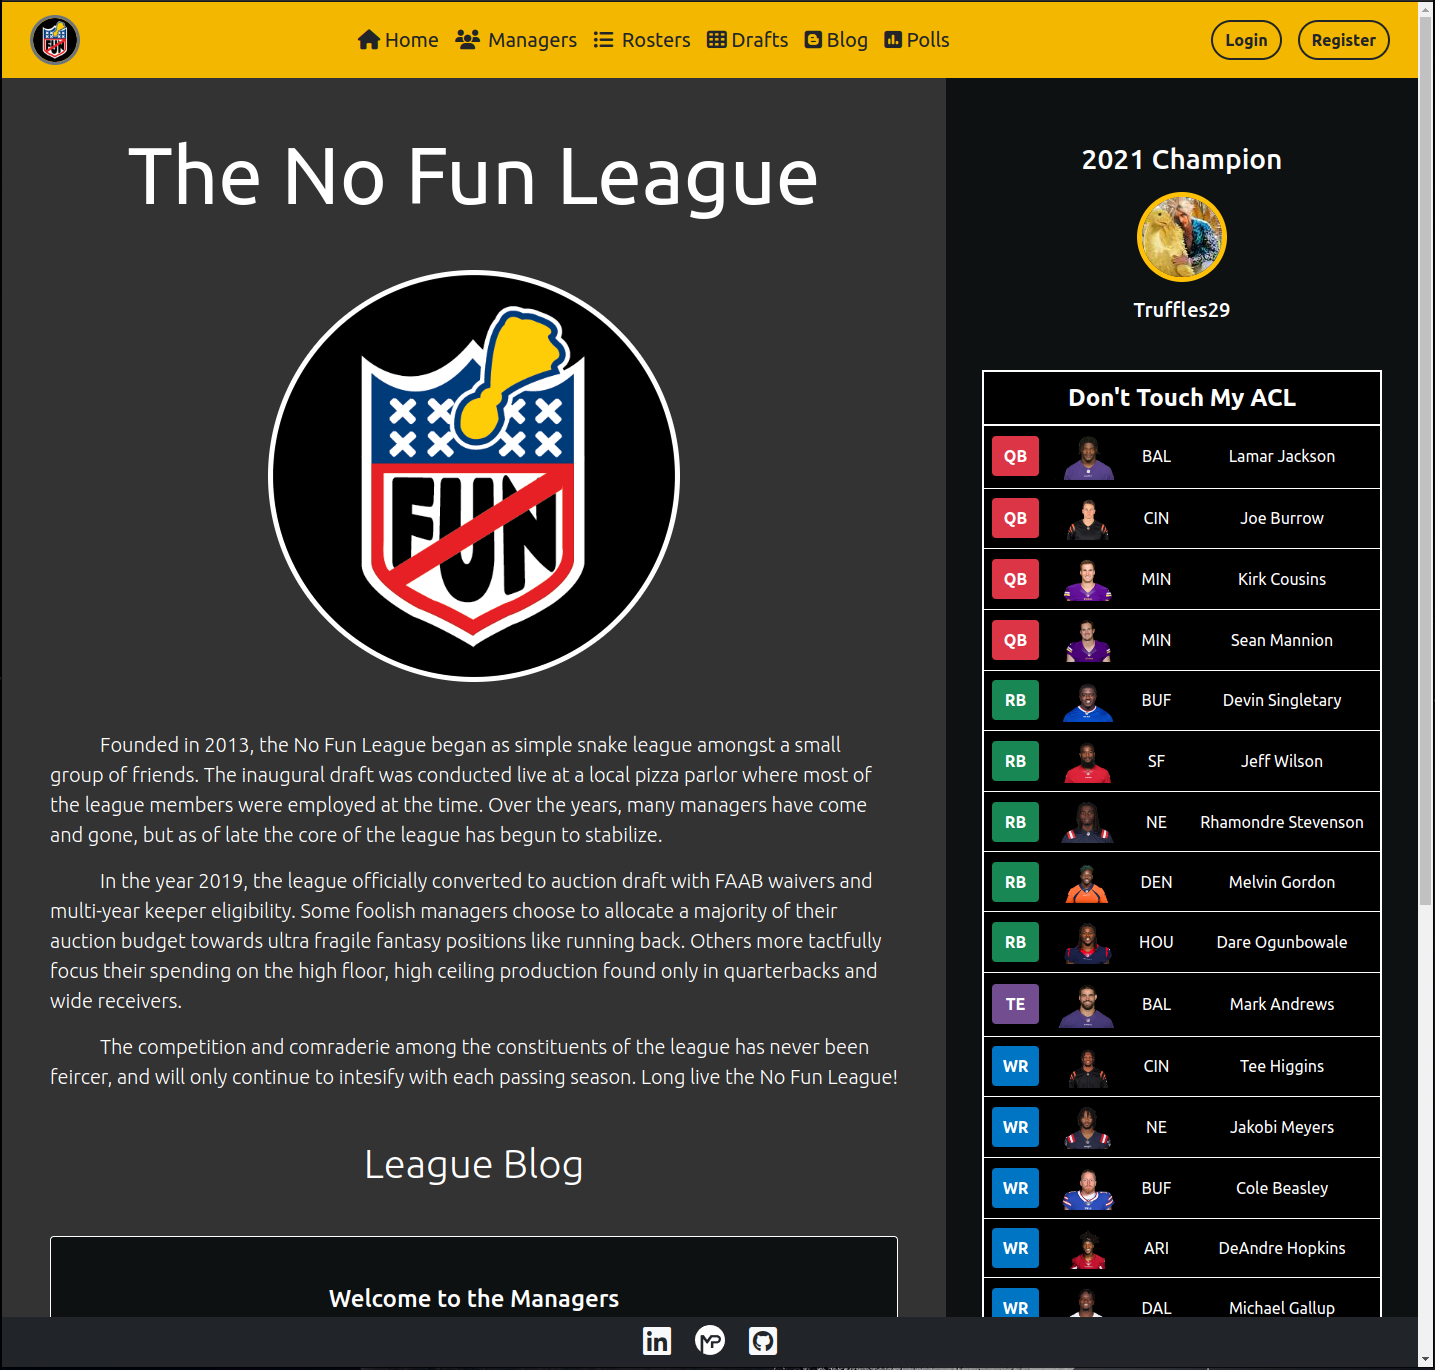 Home Managers Rosters Drafts Blog Polls Login Register
The No Fun League
FUN
Founded in 2013, the No Fun League began as simple snake league amongst a small
group of friends. The inaugural draft was conducted live at a local pizza parlor where most of
the league members were employed at the time. Over the years, many managers have come
and gone, but as of late the core of the league has begun to stabilize.
In the year 2019, the league officially converted to auction draft with FAAB waivers and
multi-year keeper eligibility. Some foolish managers choose to allocate a majority of their
auction budget towards ultra fragile fantasy positions like running back. Others more tactfully
focus their spending on the high floor, high ceiling production found only in quarterbacks and
wide receivers.
The competition and comraderie among the constituents of the league has never been
feircer, and will only continue to intesify with each passing season. Long live the No Fun League!
League Blog
Welcome to the Managers
2021 Champion
Truffles29
Don't Touch My ACL
QB BAL Lamar Jackson
QB CIN Joe Burrow
QB MIN Kirk Cousins
QB MIN Sean Mannion
RB BUF Devin Singletary
RB SF Jeff Wilson
RB NE Rhamondre Stevenson
RB DEN Melvin Gordon
RB HOU Dare Ogunbowale
TE BAL Mark Andrews
WR CIN Tee Higgins
WR NE Jakobi Meyers
WR BUF Cole Beasley
WR ARI DeAndre Hopkins
WR DAL Michael Gallup
in MP